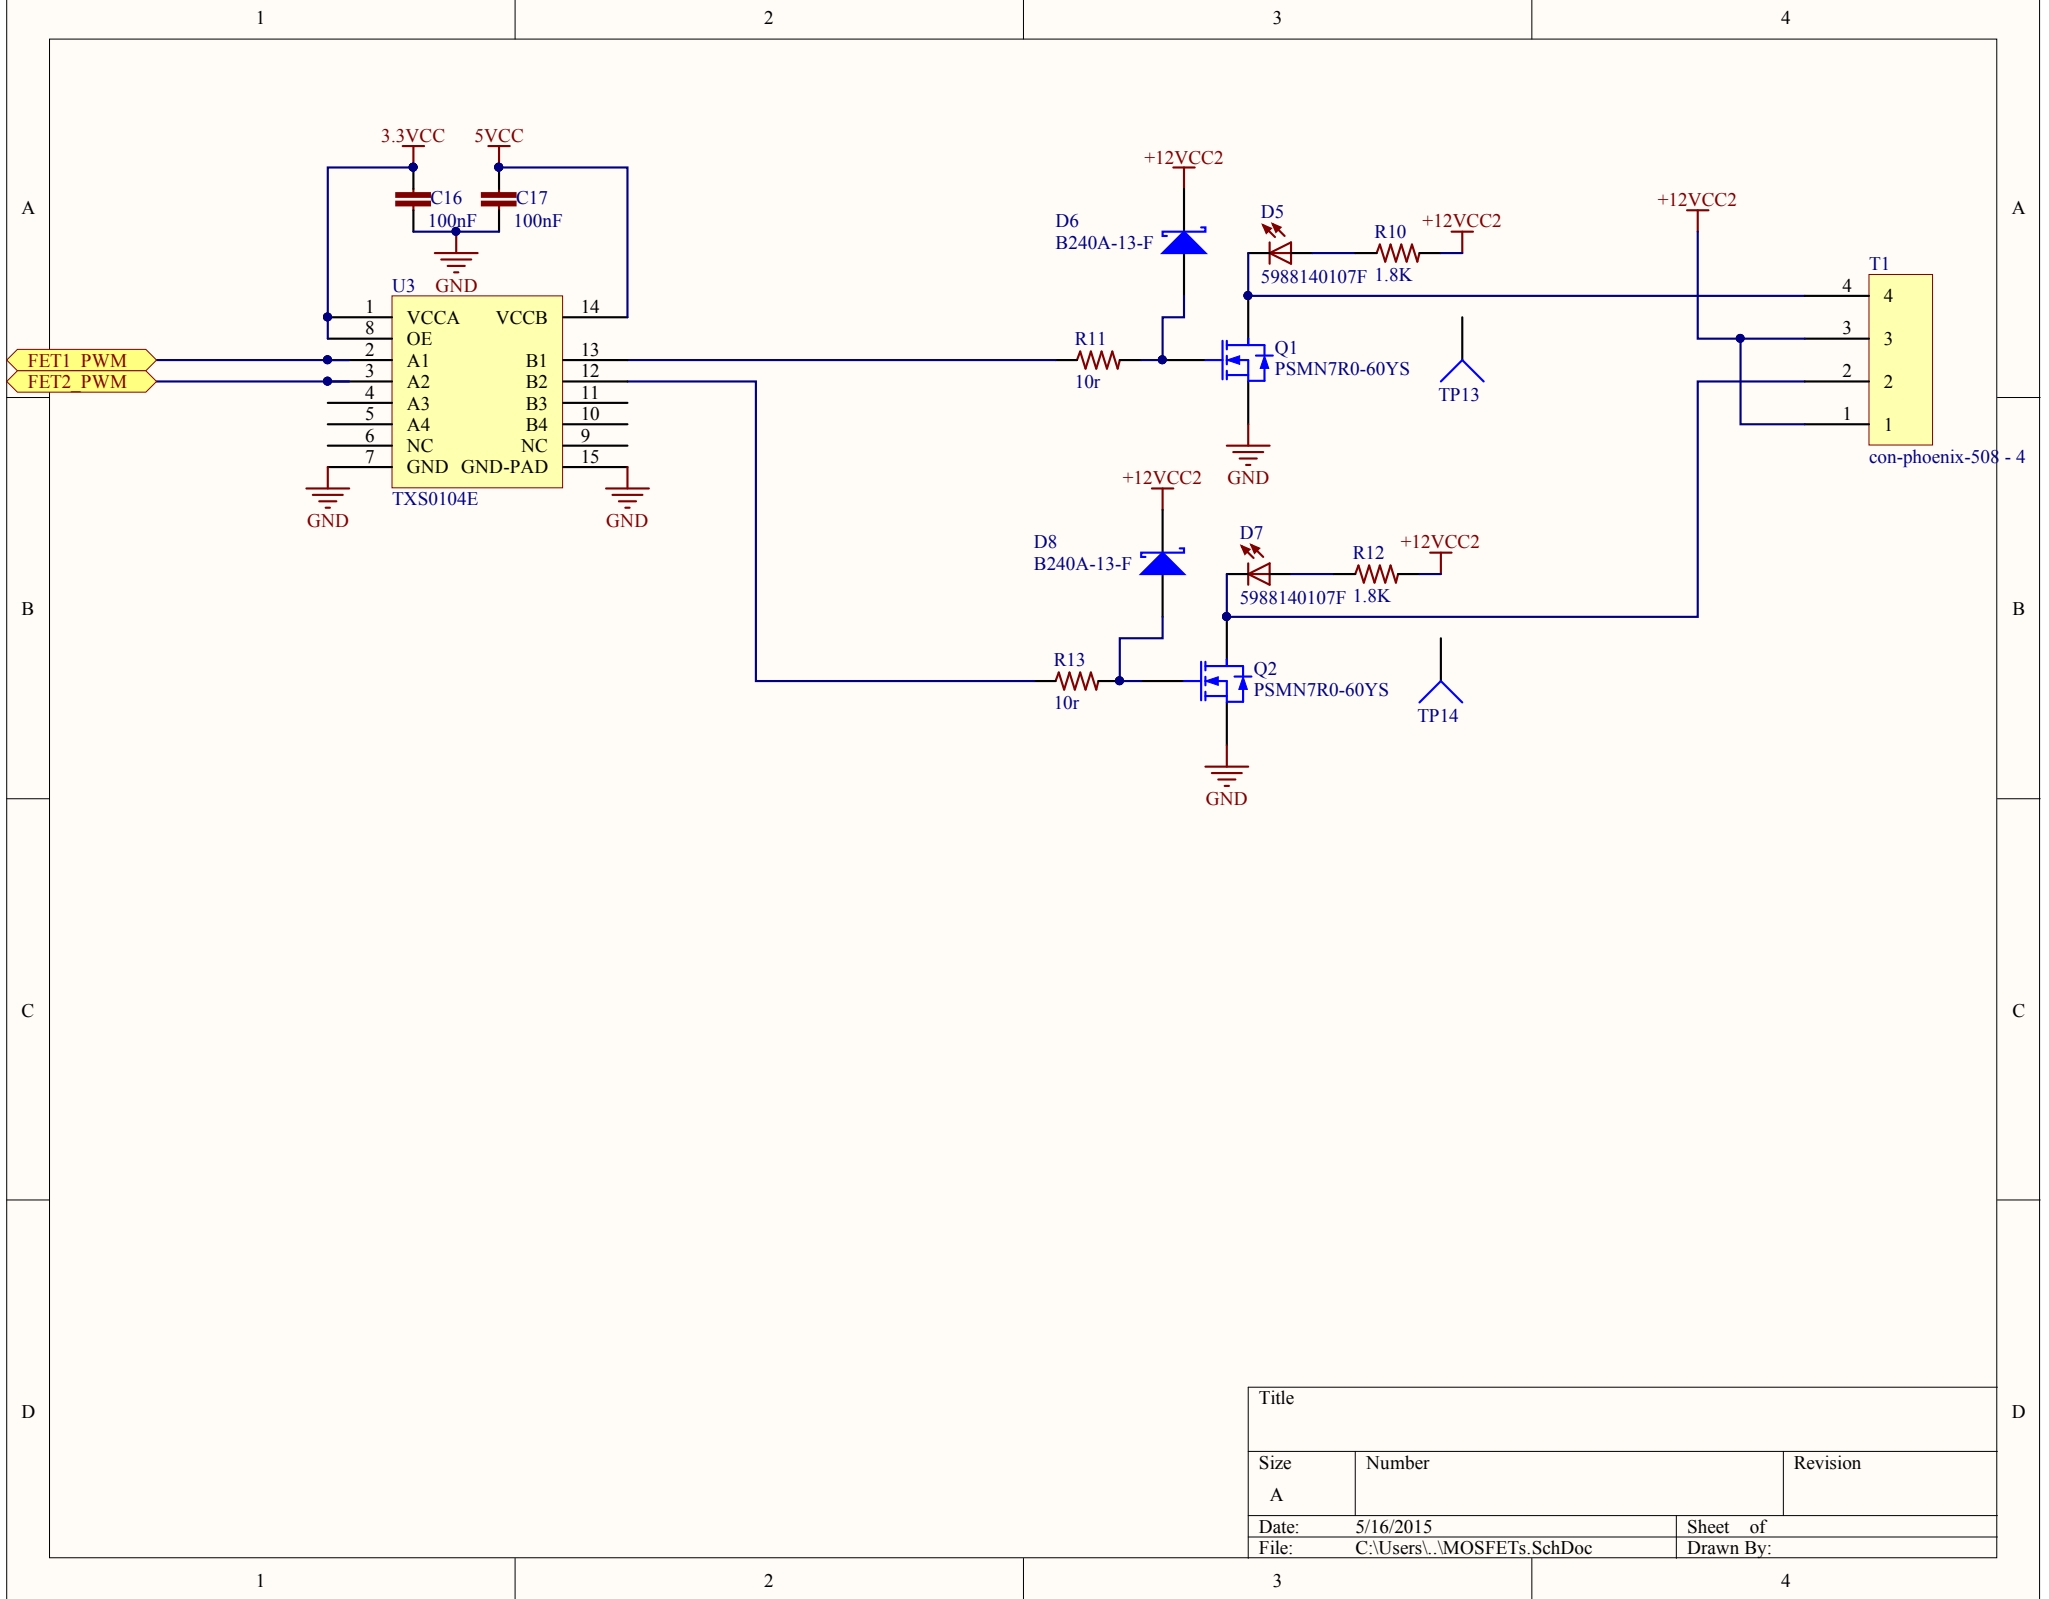 1 2 3 4
A A
B B
C C
D D
3.3VCC 5VCC
C16 C17
100nF 100nF
GND
U3
1 VCCA VCCB 14
8 OE
FET1_PWM 2 A1 B1 13
FET2_PWM 3 A2 B2 12
4 A3 B3 11
5 A4 B4 10
6 NC NC 9
7 GND GND-PAD 15
TXS0104E
GND GND
+12VCC2
D6
B240A-13-F
D5
5988140107F
R10
1.8K
+12VCC2
R11
10r
Q1
PSMN7R0-60YS
GND
TP13
+12VCC2
T1
4 4
3 3
2 2
1 1
con-phoenix-508 - 4
+12VCC2
D8
B240A-13-F
D7
5988140107F
R12
1.8K
+12VCC2
R13
10r
Q2
PSMN7R0-60YS
GND
TP14
Title
Size Number Revision
A
Date: 5/16/2015 Sheet of
File: C:\Users\..\MOSFETs.SchDoc Drawn By:
1 2 3 4